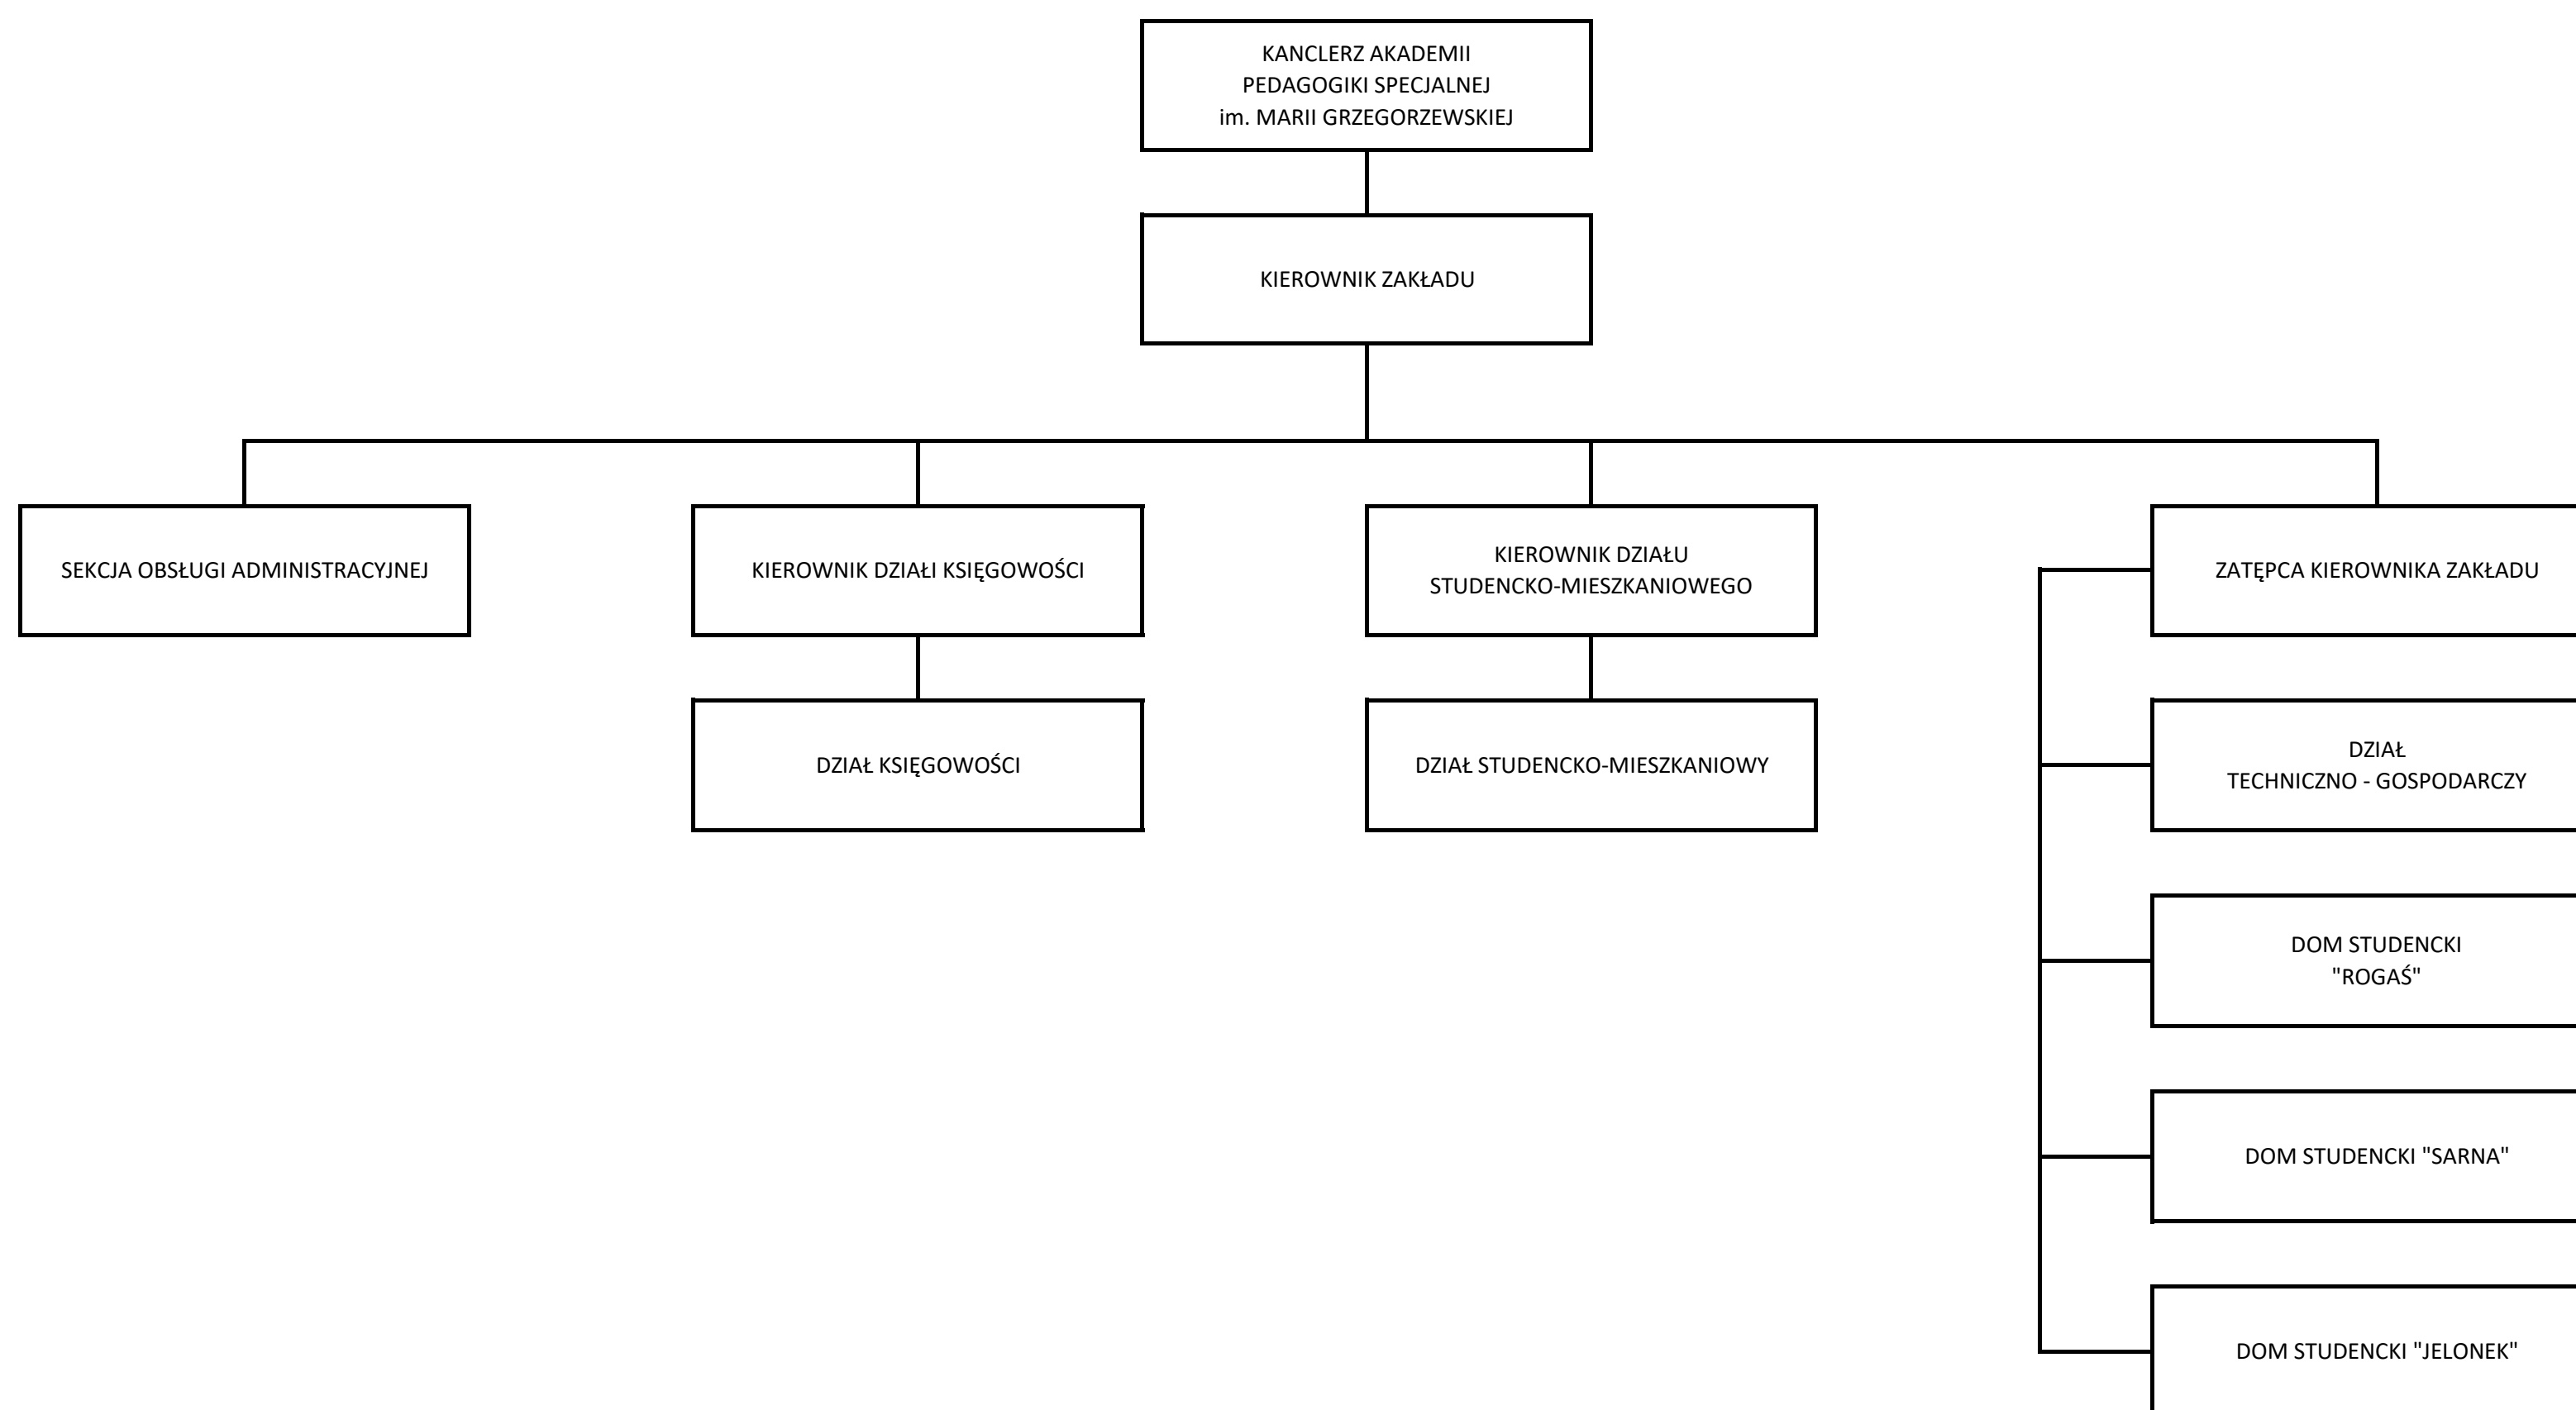 KANCLERZ AKADEMII
PEDAGOGIKI SPECJALNEJ
im. MARII GRZEGORZEWSKIEJ
KIEROWNIK ZAKŁADU
SEKCJA OBSŁUGI ADMINISTRACYJNEJ
KIEROWNIK DZIAŁI KSIĘGOWOŚCI
KIEROWNIK DZIAŁU
STUDENCKO-MIESZKANIOWEGO
ZATĘPCA KIEROWNIKA ZAKŁADU
DZIAŁ KSIĘGOWOŚCI
DZIAŁ STUDENCKO-MIESZKANIOWY
DZIAŁ
TECHNICZNO - GOSPODARCZY
DOM STUDENCKI
"ROGAŚ"
DOM STUDENCKI "SARNA"
DOM STUDENCKI "JELONEK"